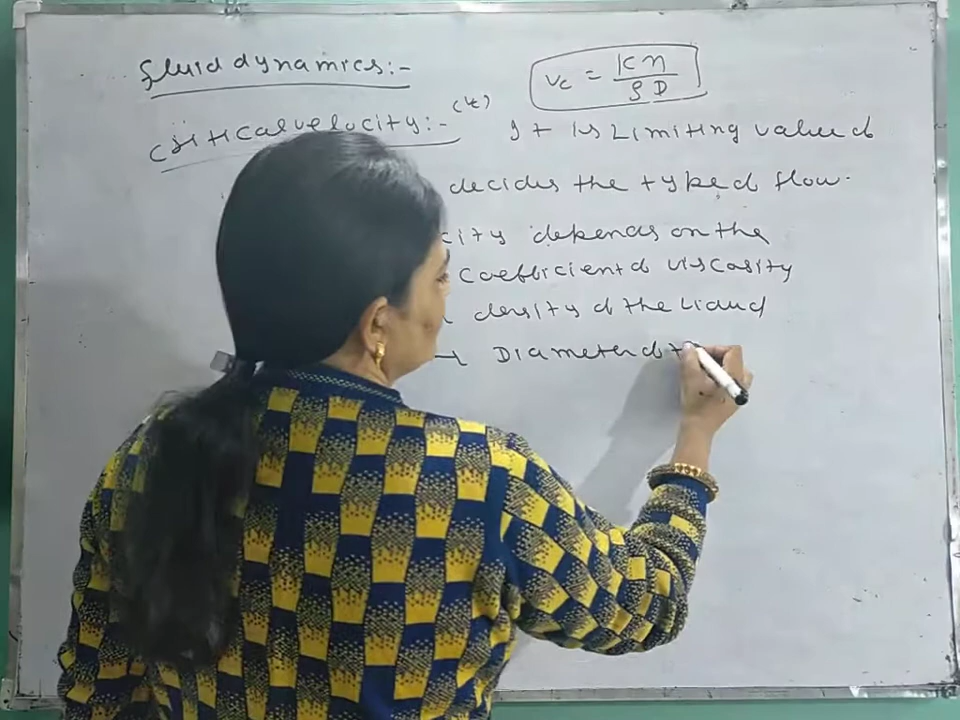 fluid dynamics:-
Vc = Kη / ρD
critical velocity:- (Vc) It is Limiting value of
decides the type of flow.
city depends on the
coefficient of viscosity
density of the Liquid
Diameter of t